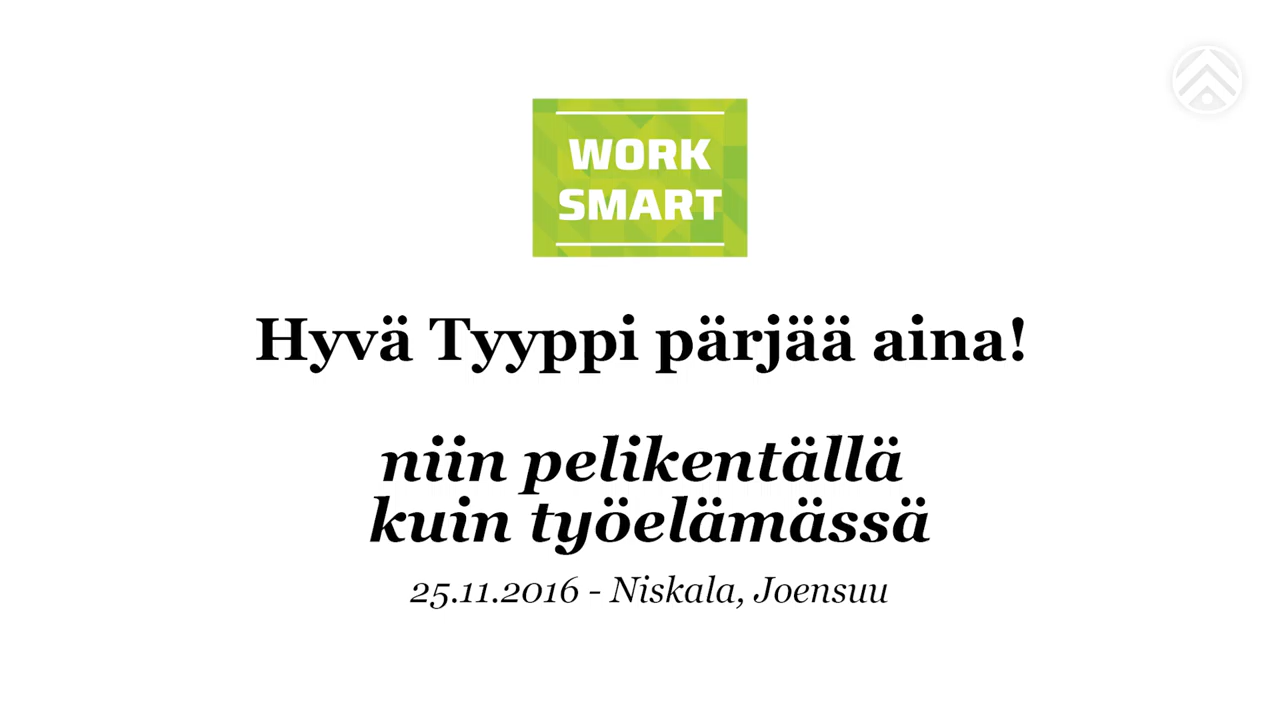 WORK
SMART
Hyvä Tyyppi pärjää aina!
niin pelikentällä
kuin työelämässä
25.11.2016 - Niskala, Joensuu